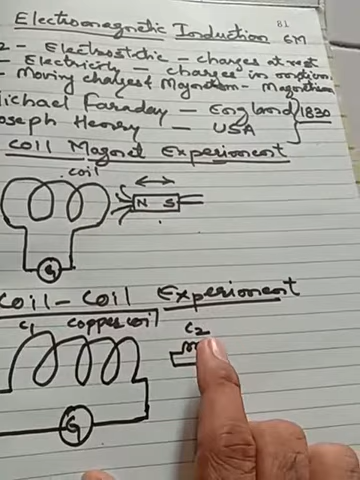 81
Electromagnetic Induction 6M
2 - Electrostatic - charges at rest
- Electricity - charges in motion
- Moving charges & Magnetism - Magnetism
Michael Faraday - England
1830
Joseph Henry - USA
Coil Magnet Experiment
coil
N S
G
Coil-Coil Experiment
C1 copper coil
C2
G